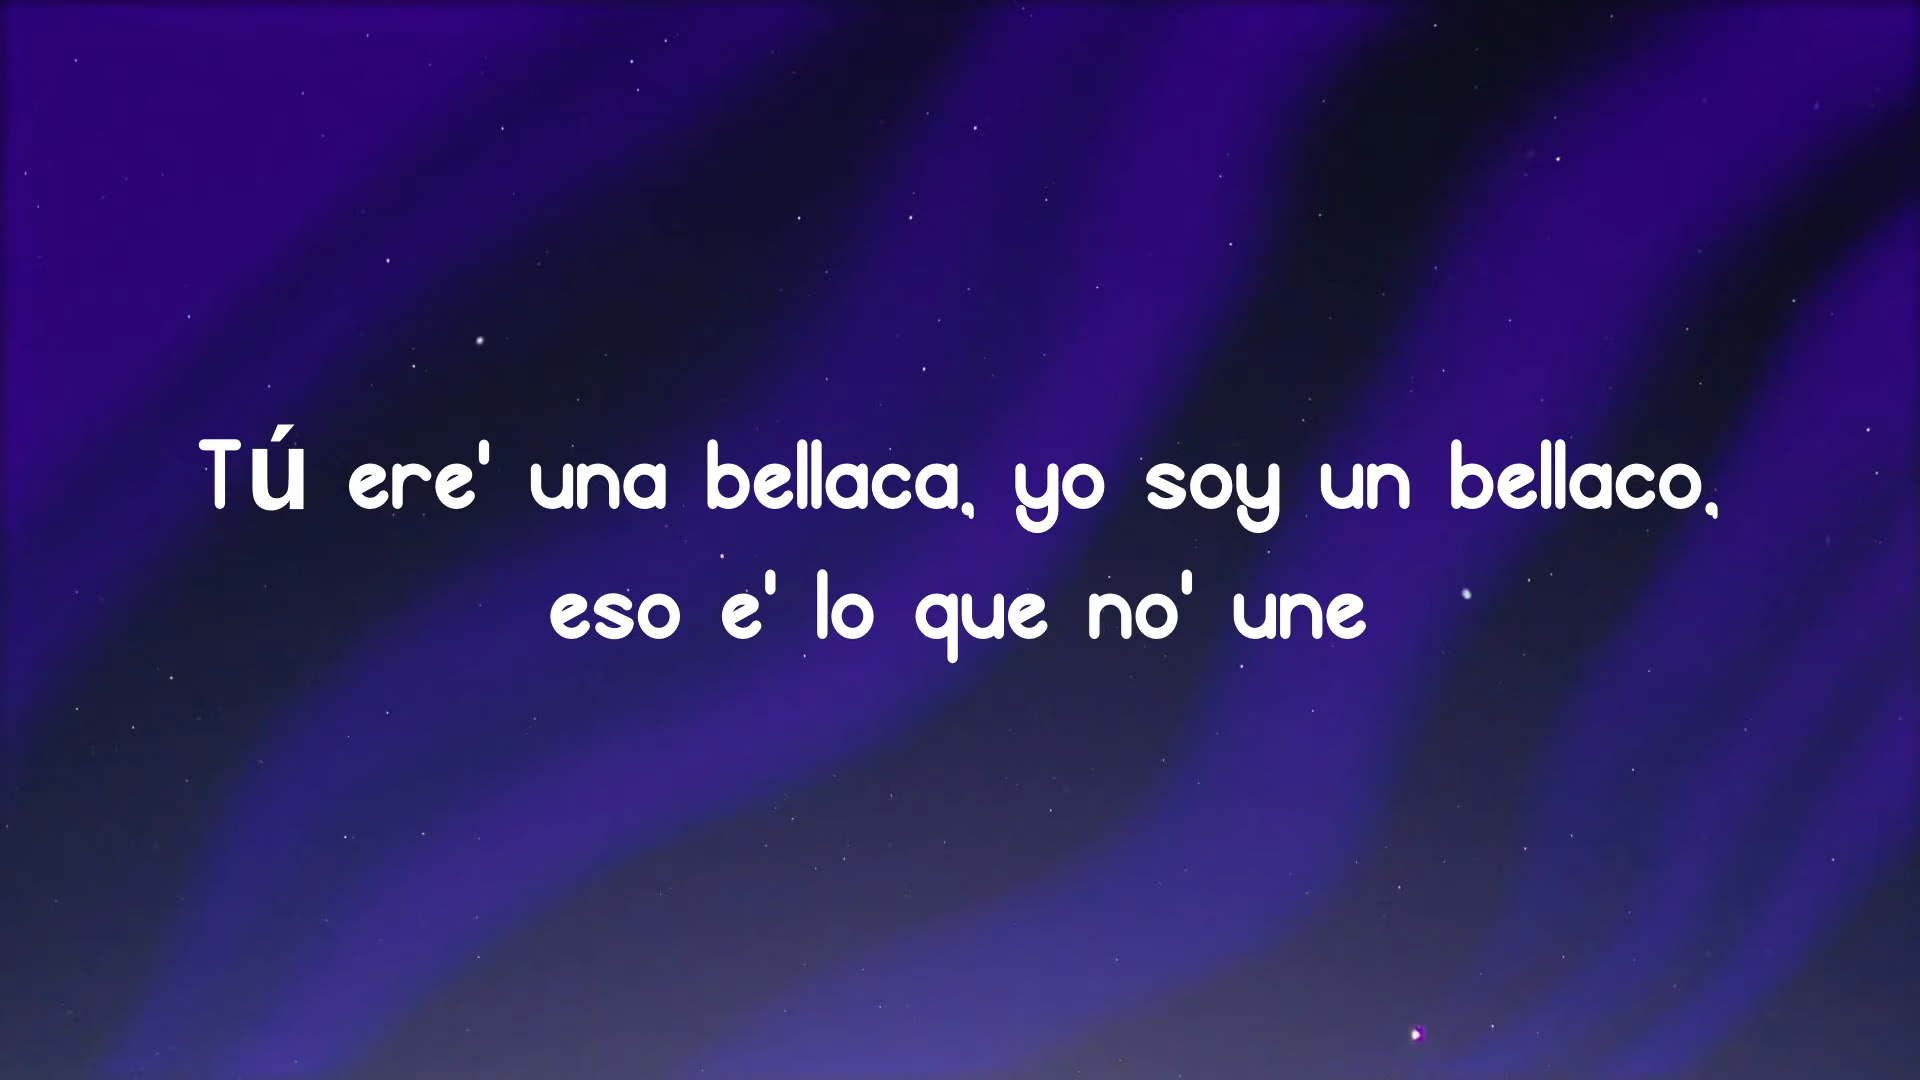 Tú ere' una bellaca, yo soy un bellaco,
eso e' lo que no' une